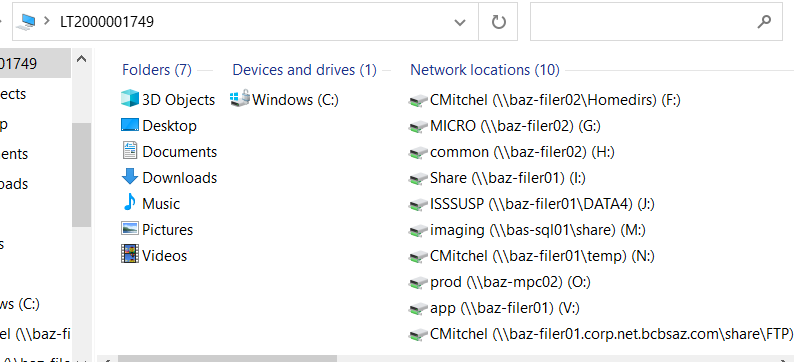 LT2000001749
01749
ects
p
ents
oads
s
ws (C:)
el (\\baz-fi
Folders (7)
3D Objects
Desktop
Documents
Downloads
Music
Pictures
Videos
Devices and drives (1)
Windows (C:)
Network locations (10)
CMitchel (\\baz-filer02\Homedirs) (F:)
MICRO (\\baz-filer02) (G:)
common (\\baz-filer02) (H:)
Share (\\baz-filer01) (I:)
ISSSUSP (\\baz-filer01\DATA4) (J:)
imaging (\\bas-sql01\share) (M:)
CMitchel (\\baz-filer01\temp) (N:)
prod (\\baz-mpc02) (O:)
app (\\baz-filer01) (V:)
CMitchel (\\baz-filer01.corp.net.bcbsaz.com\share\FTP)